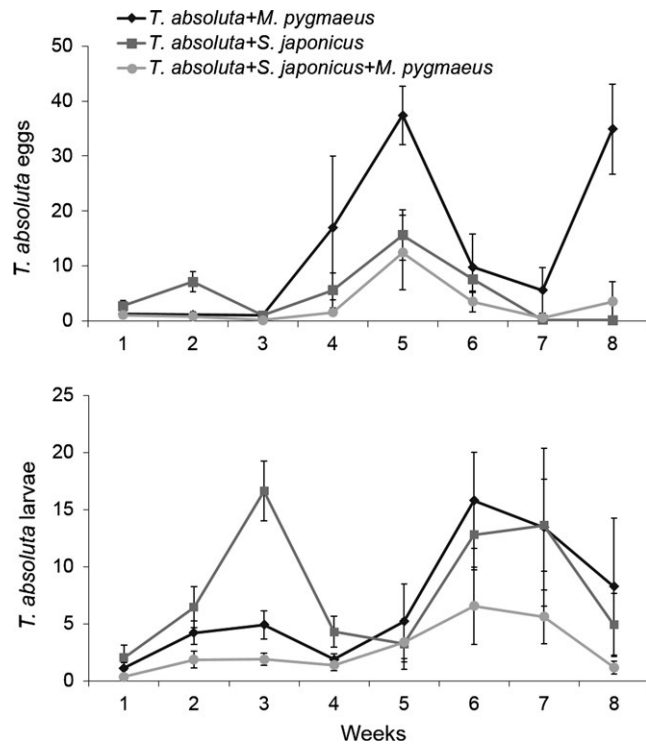 T. absoluta+M. pygmaeus
T. absoluta+S. japonicus
T. absoluta+S. japonicus+M. pygmaeus
T. absoluta eggs
50
40
30
20
10
0
1 2 3 4 5 6 7 8
T. absoluta larvae
25
20
15
10
5
0
1 2 3 4 5 6 7 8
Weeks